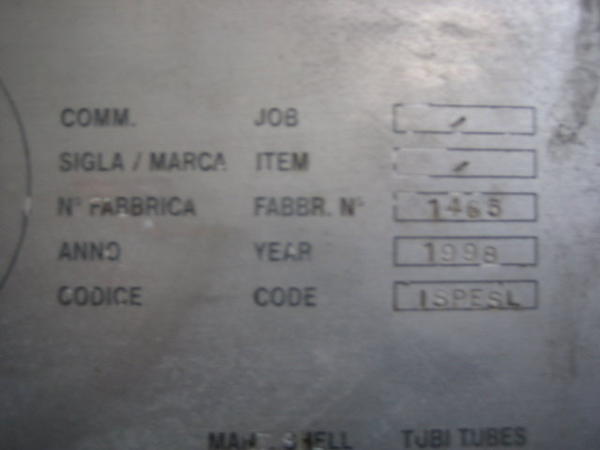 COMM. JOB -
SIGLA / MARCA ITEM -
N° FABBRICA FABBR. N° 1465
ANNO YEAR 1998
CODICE CODE ISPESL
SHELL TUBI TUBES